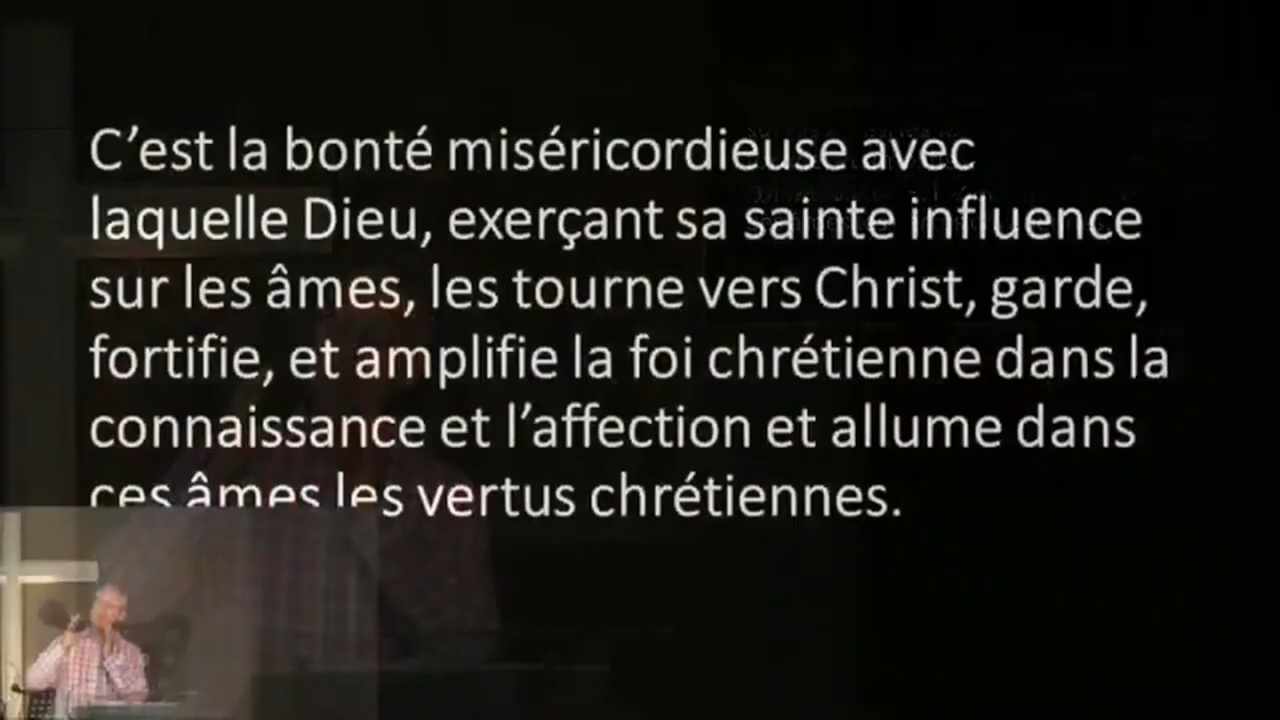 C’est la bonté miséricordieuse avec
laquelle Dieu, exerçant sa sainte influence
sur les âmes, les tourne vers Christ, garde,
fortifie, et amplifie la foi chrétienne dans la
connaissance et l’affection et allume dans
ces âmes les vertus chrétiennes.